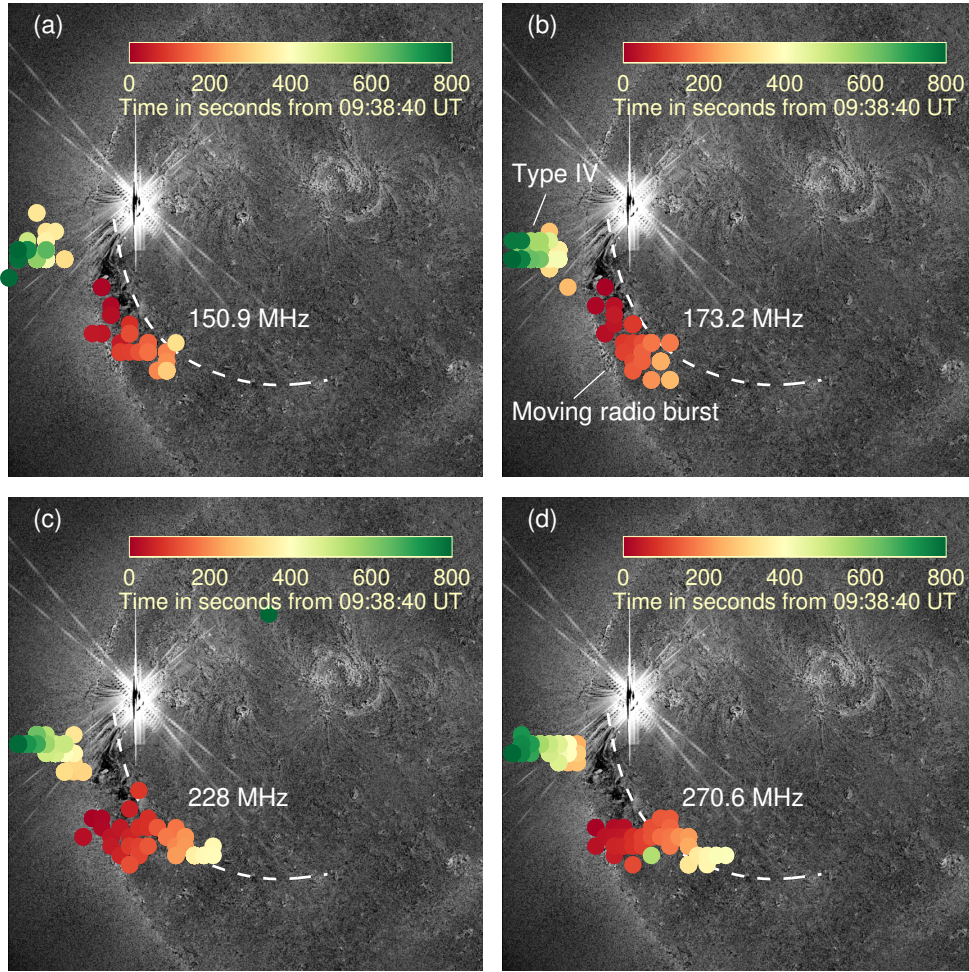 (a)
0 200 400 600 800
Time in seconds from 09:38:40 UT
150.9 MHz
(b)
0 200 400 600 800
Time in seconds from 09:38:40 UT
Type IV
173.2 MHz
Moving radio burst
(c)
0 200 400 600 800
Time in seconds from 09:38:40 UT
228 MHz
(d)
0 200 400 600 800
Time in seconds from 09:38:40 UT
270.6 MHz